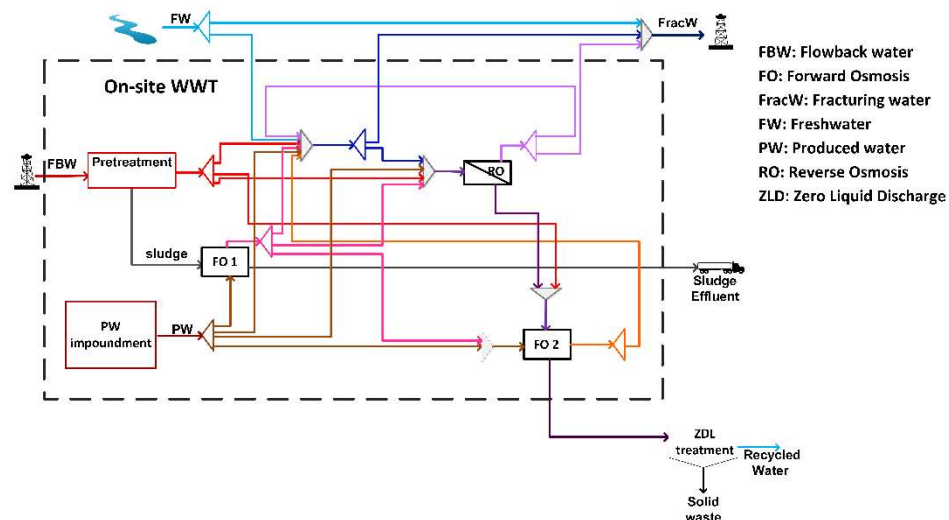 FW
FracW
On-site WWT
FBW
Pretreatment
RO
sludge
FO 1
Sludge
Effluent
PW
impoundment
PW
FO 2
ZDL
treatment
Recycled
Water
Solid
waste
FBW: Flowback water
FO: Forward Osmosis
FracW: Fracturing water
FW: Freshwater
PW: Produced water
RO: Reverse Osmosis
ZLD: Zero Liquid Discharge